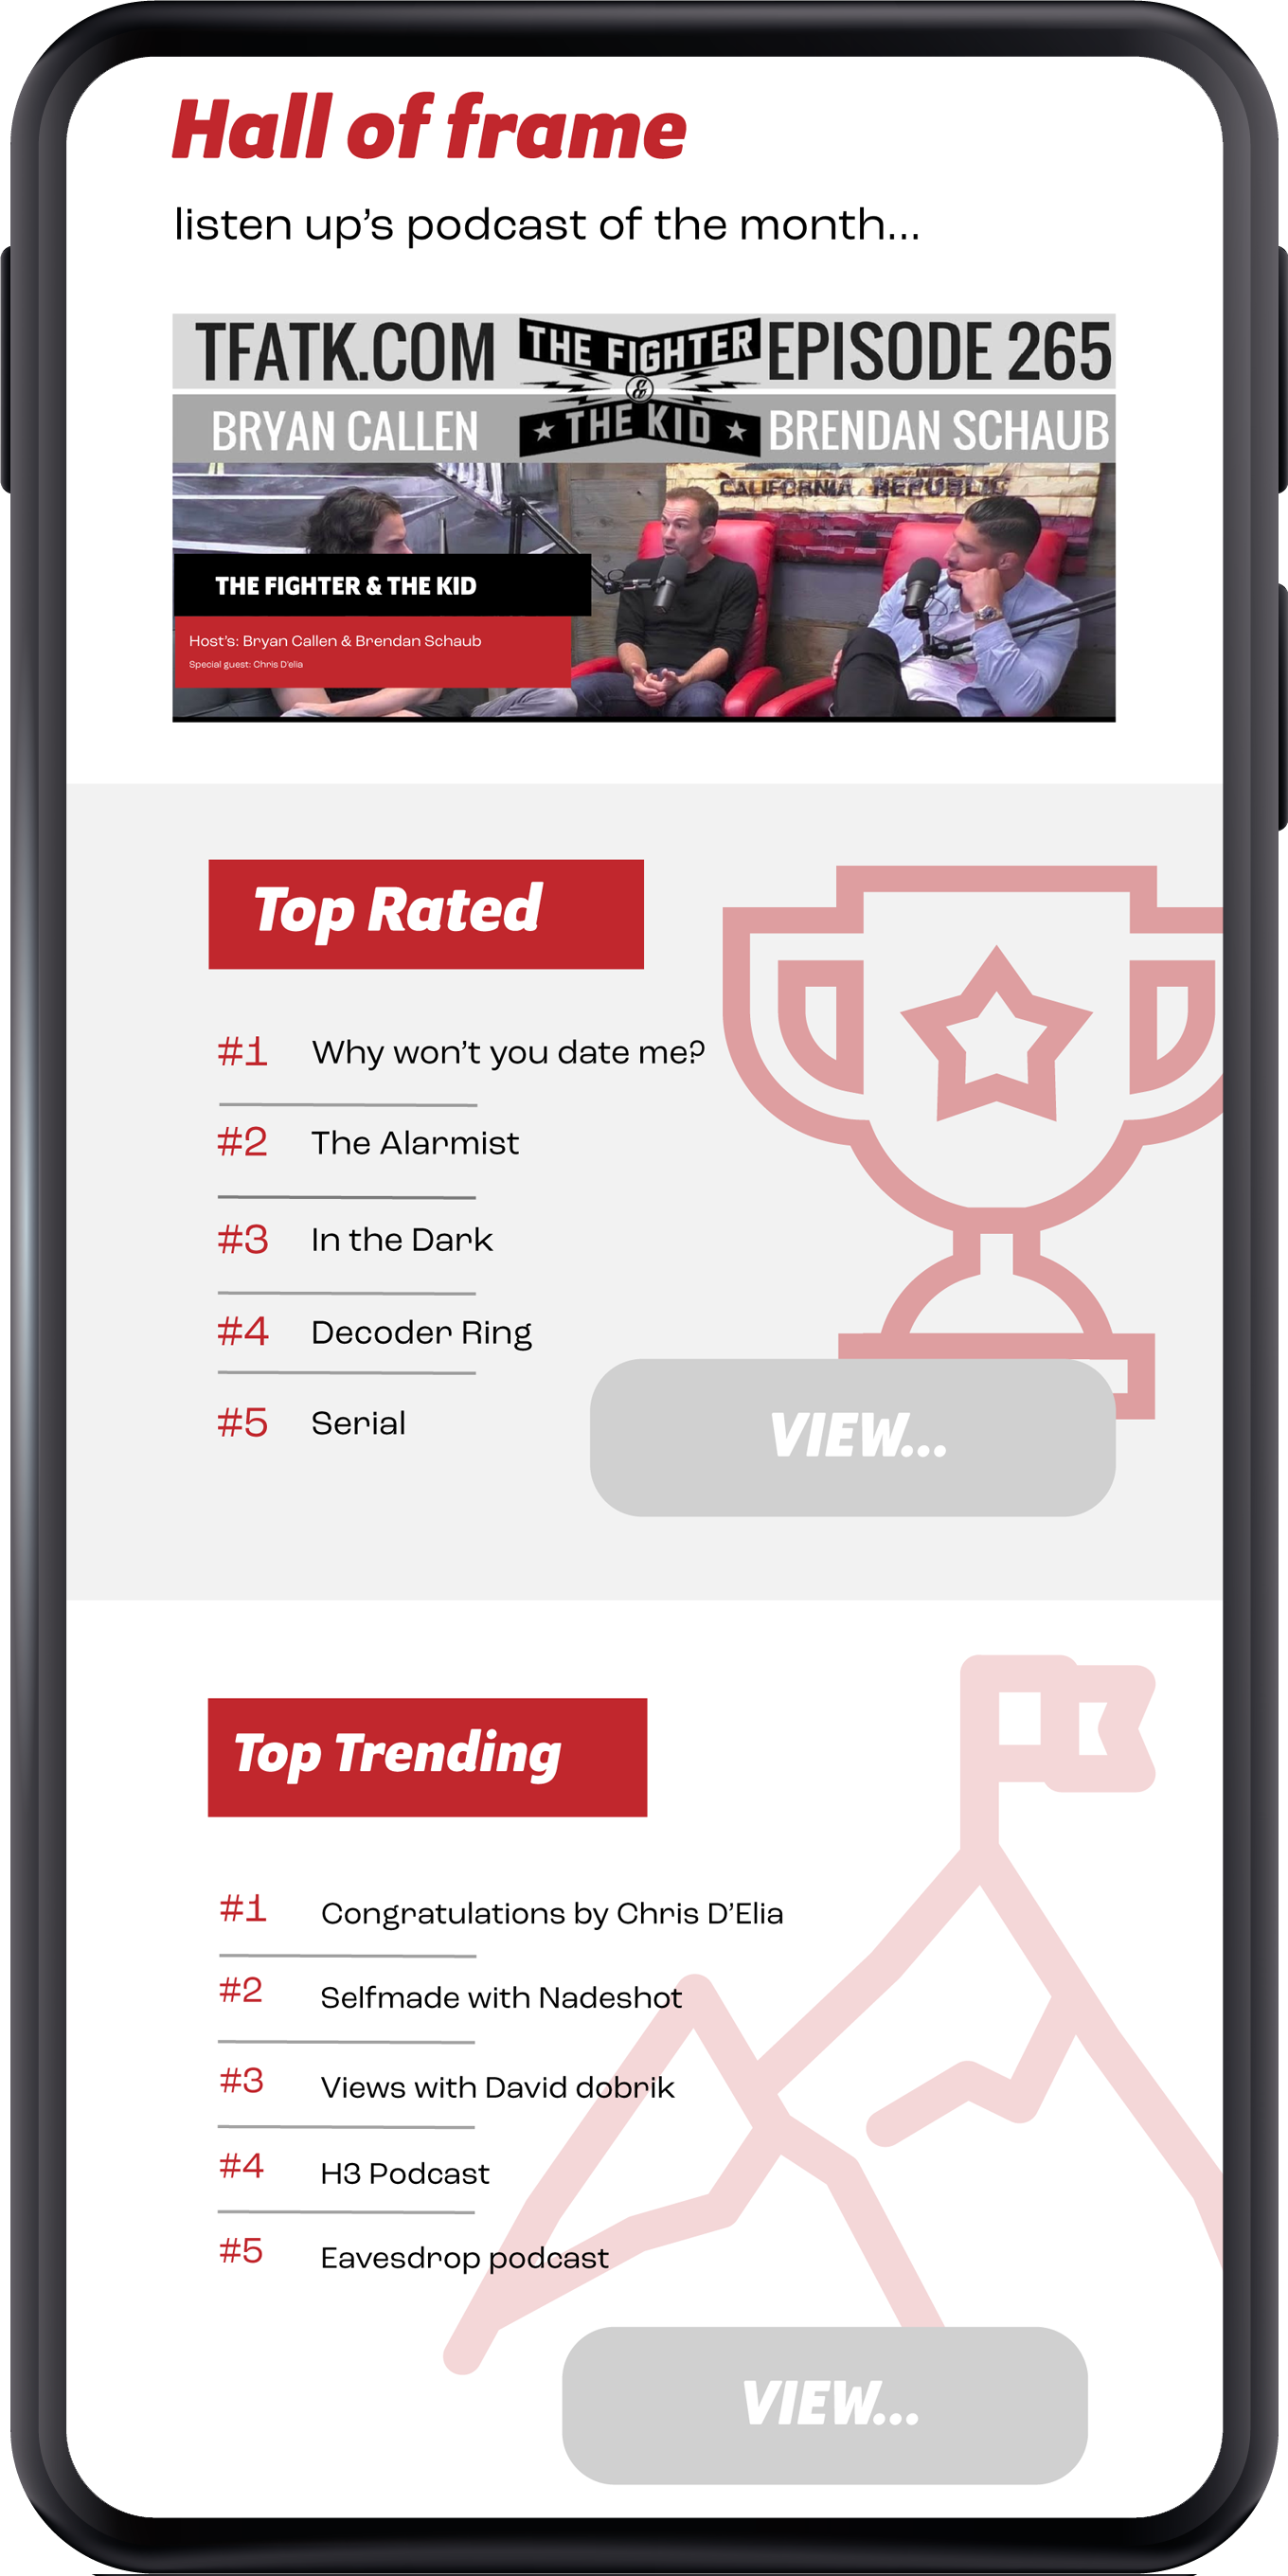 Hall of frame
listen up’s podcast of the month...
TFATK.COM
THE FIGHTER
&
THE KID
EPISODE 265
BRYAN CALLEN
BRENDAN SCHAUB
CALIFORNIA REPUBLIC
THE FIGHTER & THE KID
Host’s: Bryan Callen & Brendan Schaub
Special guest: Chris D’elia
Top Rated
#1 Why won’t you date me?
#2 The Alarmist
#3 In the Dark
#4 Decoder Ring
#5 Serial
VIEW...
Top Trending
#1 Congratulations by Chris D’Elia
#2 Selfmade with Nadeshot
#3 Views with David dobrik
#4 H3 Podcast
#5 Eavesdrop podcast
VIEW...